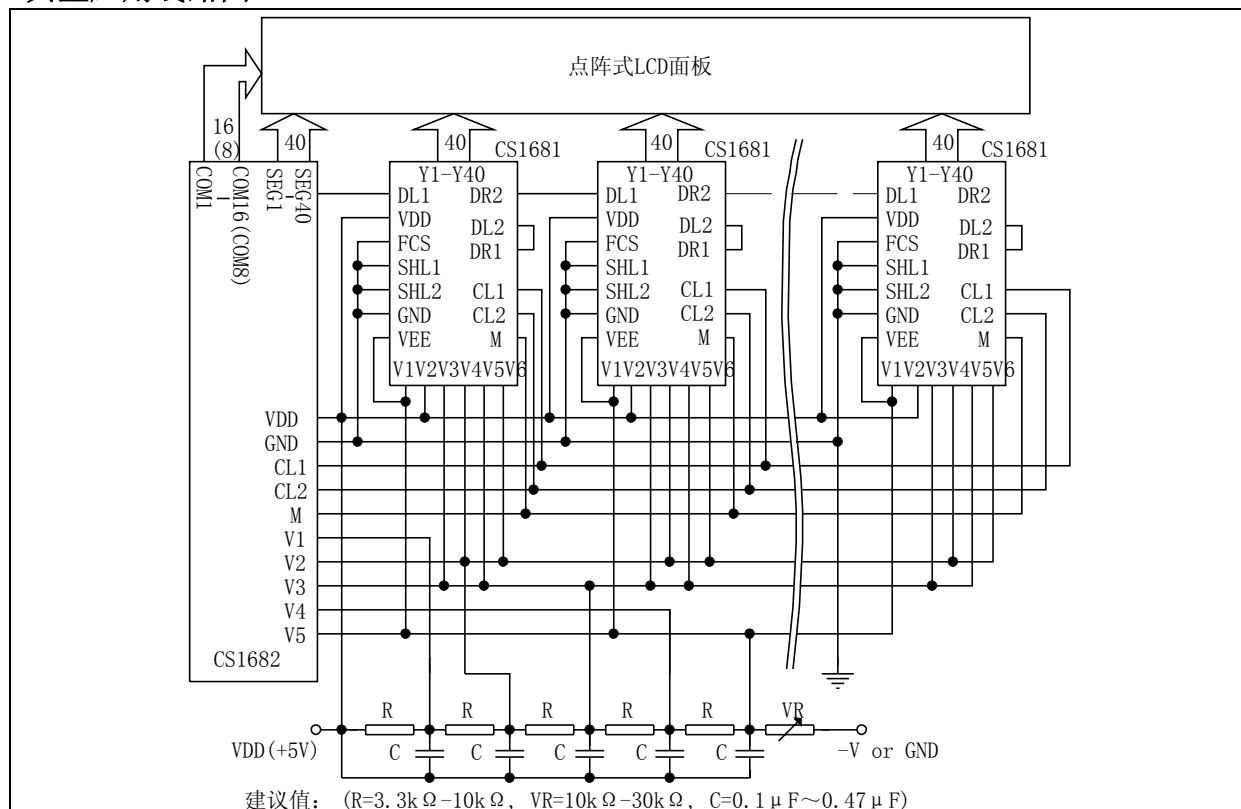 点阵式LCD面板
16
(8)
40
40
40
40
CS1681
CS1681
CS1681
COM1
COM16(COM8)
SEG1
SEG40
Y1-Y40
DL1
DR2
VDD
DL2
FCS
DR1
SHL1
SHL2
CL1
GND
CL2
VEE
M
V1V2V3V4V5V6
Y1-Y40
DL1
DR2
VDD
DL2
FCS
DR1
SHL1
SHL2
CL1
GND
CL2
VEE
M
V1V2V3V4V5V6
Y1-Y40
DL1
DR2
VDD
DL2
FCS
DR1
SHL1
SHL2
CL1
GND
CL2
VEE
M
V1V2V3V4V5V6
VDD
GND
CL1
CL2
M
V1
V2
V3
V4
V5
CS1682
R
R
R
R
R
VR
VDD(+5V)
C
C
C
C
C
-V or GND
建议值: (R=3.3kΩ-10kΩ, VR=10kΩ-30kΩ, C=0.1μF~0.47μF)